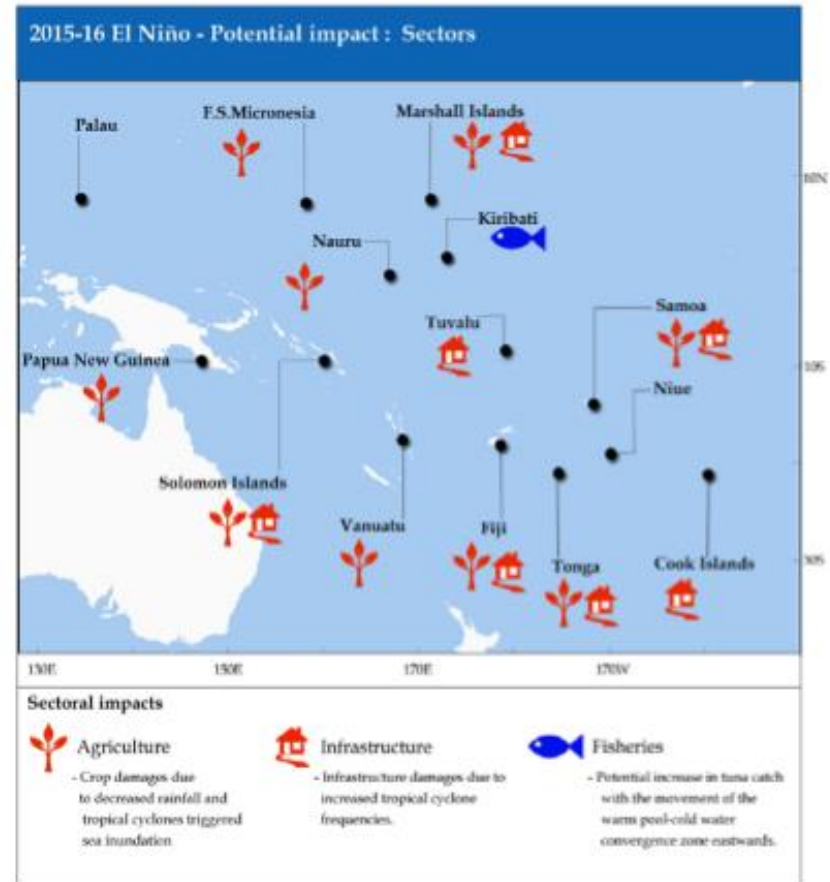 2015-16 El Niño - Potential impact : Sectors
Palau
F.S.Micronesia
Marshall Islands
10N
Kiribati
Nauru
Samoa
Tuvalu
Papua New Guinea
10S
Niue
Solomon Islands
Vanuatu
Fiji
Tonga
Cook Islands
30S
130E
150E
170E
170W
Sectoral impacts
Agriculture
- Crop damages due
to decreased rainfall and
tropical cyclones triggered
sea inundation
Infrastructure
- Infrastructure damages due to
increased tropical cyclone
frequencies.
Fisheries
- Potential increase in tuna catch
with the movement of the
warm pool-cold water
convergence zone eastwards.